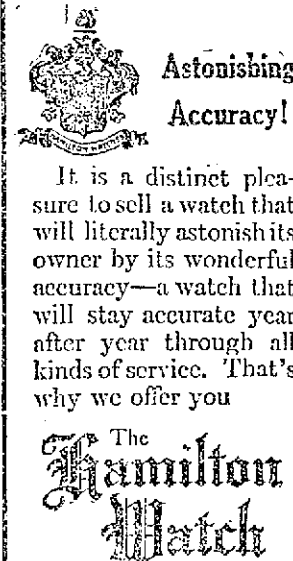 Astonishing
Accuracy!
It is a distinct plea-
sure to sell a watch that
will literally astonish its
owner by its wonderful
accuracy—a watch that
will stay accurate year
after year through all
kinds of service. That's
why we offer you
The
Hamilton
Watch